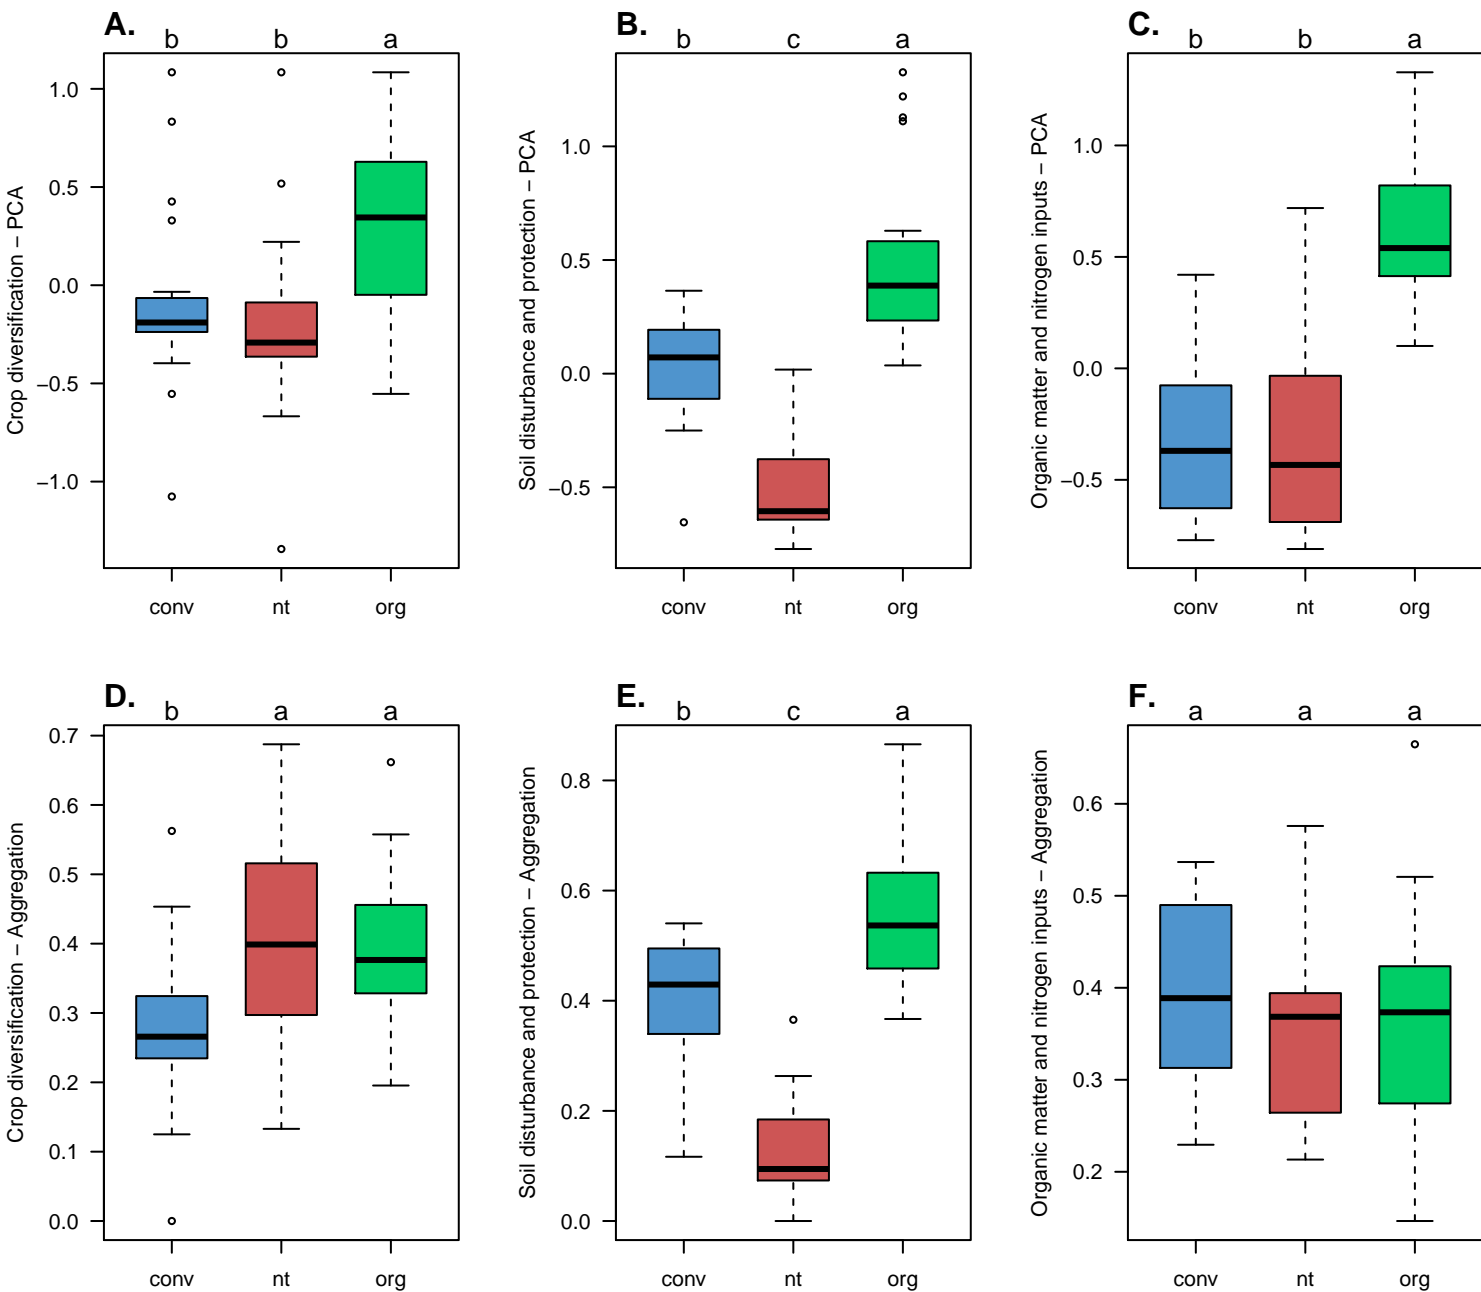 A.
b b a
Crop diversification – PCA
1.0
0.5
0.0
−0.5
−1.0
conv nt org
B.
b c a
Soil disturbance and protection – PCA
1.0
0.5
0.0
−0.5
conv nt org
C.
b b a
Organic matter and nitrogen inputs – PCA
1.0
0.5
0.0
−0.5
conv nt org
D.
b a a
Crop diversification – Aggregation
0.7
0.6
0.5
0.4
0.3
0.2
0.1
0.0
conv nt org
E.
b c a
Soil disturbance and protection – Aggregation
0.8
0.6
0.4
0.2
0.0
conv nt org
F.
a a a
Organic matter and nitrogen inputs – Aggregation
0.6
0.5
0.4
0.3
0.2
conv nt org